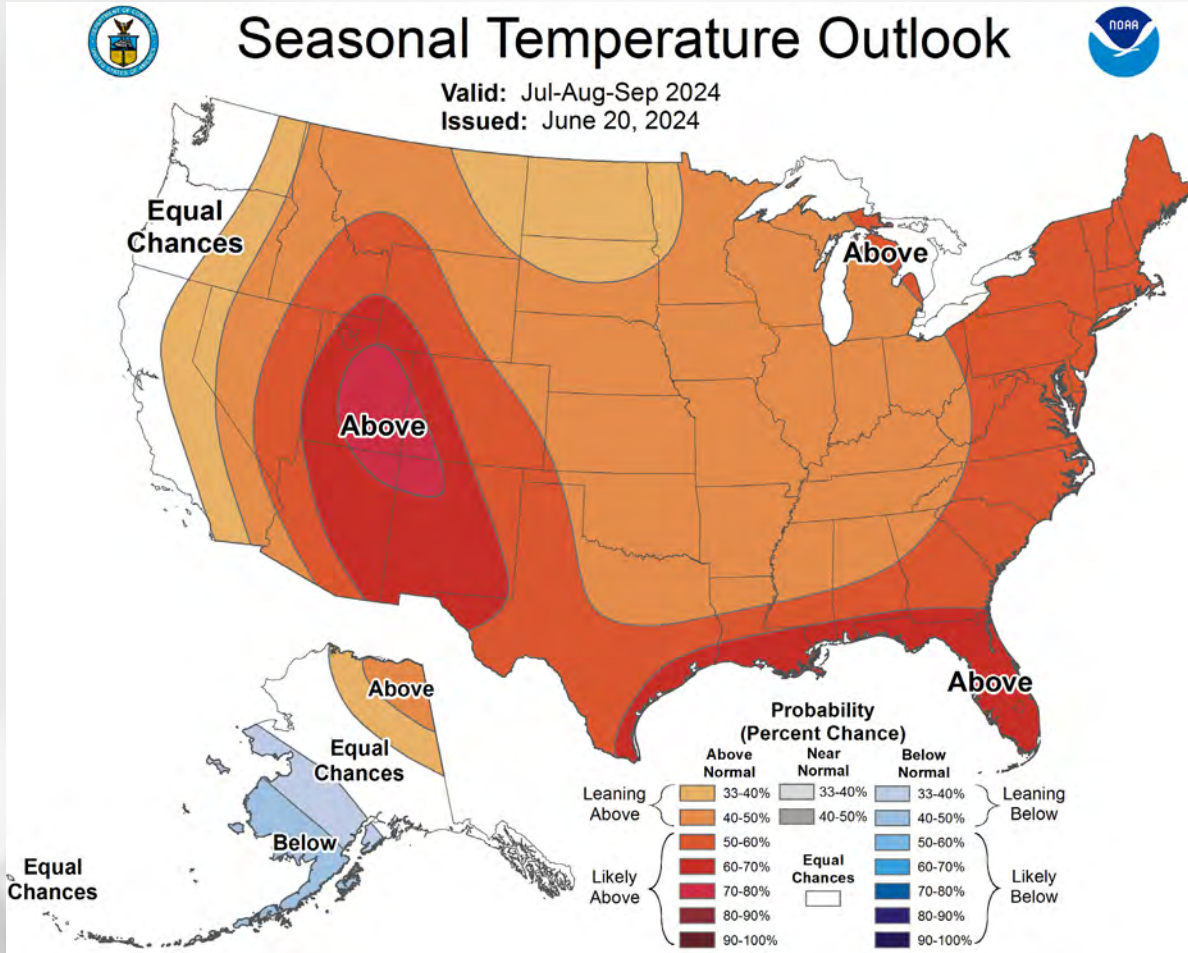 Seasonal Temperature Outlook
NOAA
Valid: Jul-Aug-Sep 2024
Issued: June 20, 2024
Equal
Chances
Above
Above
Above
Above
Equal
Chances
Below
Equal
Chances
Probability
(Percent Chance)
Above
Normal
Near
Normal
Below
Normal
Leaning
Above
33-40%
40-50%
33-40%
40-50%
33-40%
40-50%
Leaning
Below
Likely
Above
50-60%
60-70%
70-80%
80-90%
90-100%
Equal
Chances
50-60%
60-70%
70-80%
80-90%
90-100%
Likely
Below